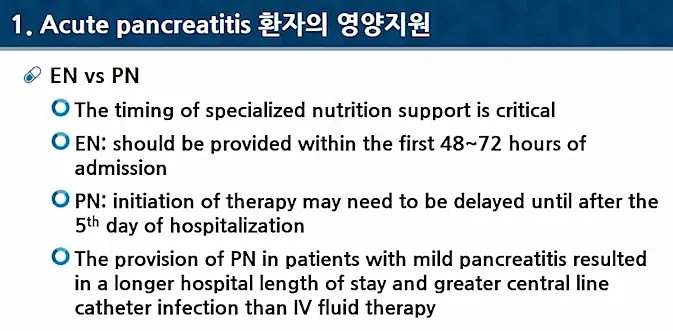 1. Acute pancreatitis 환자의 영양지원
EN vs PN
The timing of specialized nutrition support is critical
EN: should be provided within the first 48~72 hours of
admission
PN: initiation of therapy may need to be delayed until after the
5th day of hospitalization
The provision of PN in patients with mild pancreatitis resulted
in a longer hospital length of stay and greater central line
catheter infection than IV fluid therapy